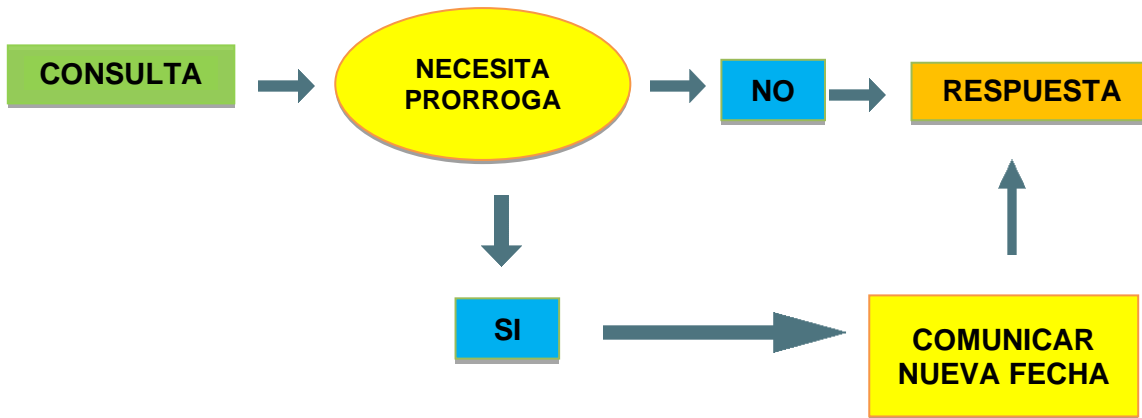 CONSULTA
NECESITA
PRORROGA
NO
RESPUESTA
SI
COMUNICAR
NUEVA FECHA